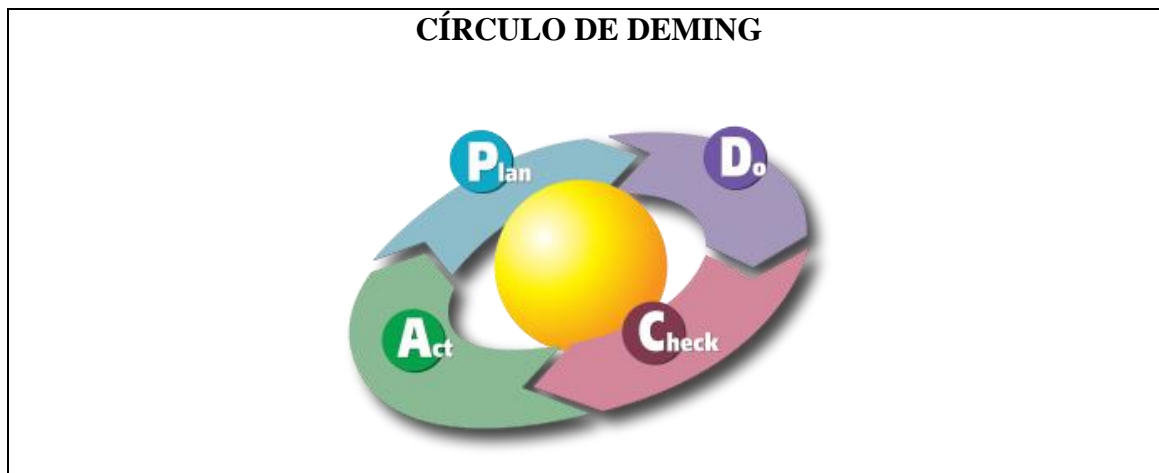 CÍRCULO DE DEMING
Plan
Do
Act
Check